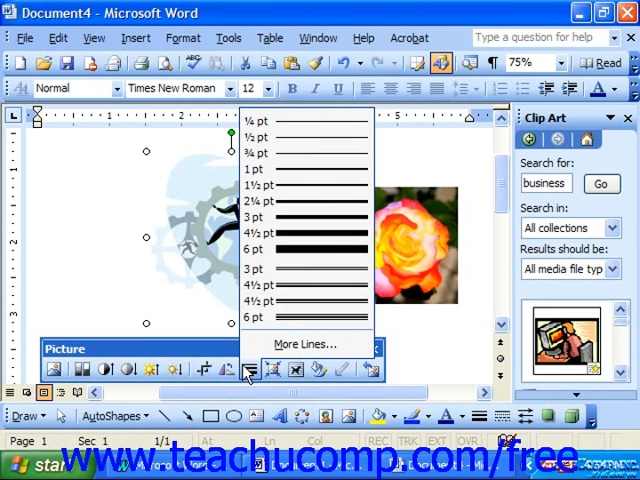 Document4 - Microsoft Word
File Edit View Insert Format Tools Table Window Help Acrobat Type a question for help
75% Read
Normal Times New Roman 12 B I U A
L 1 2 5
1/4 pt
1/2 pt
3/4 pt
1 pt
1½ pt
2¼ pt
3 pt
4½ pt
6 pt
3 pt
4½ pt
4½ pt
6 pt
More Lines...
Clip Art
Search for:
business Go
Search in:
All collections
Results should be:
All media file typ
Picture
Draw AutoShapes
Page 1 Sec 1 1/1 At Ln Col REC TRK EXT OVR
start
www.teachucomp.com/free